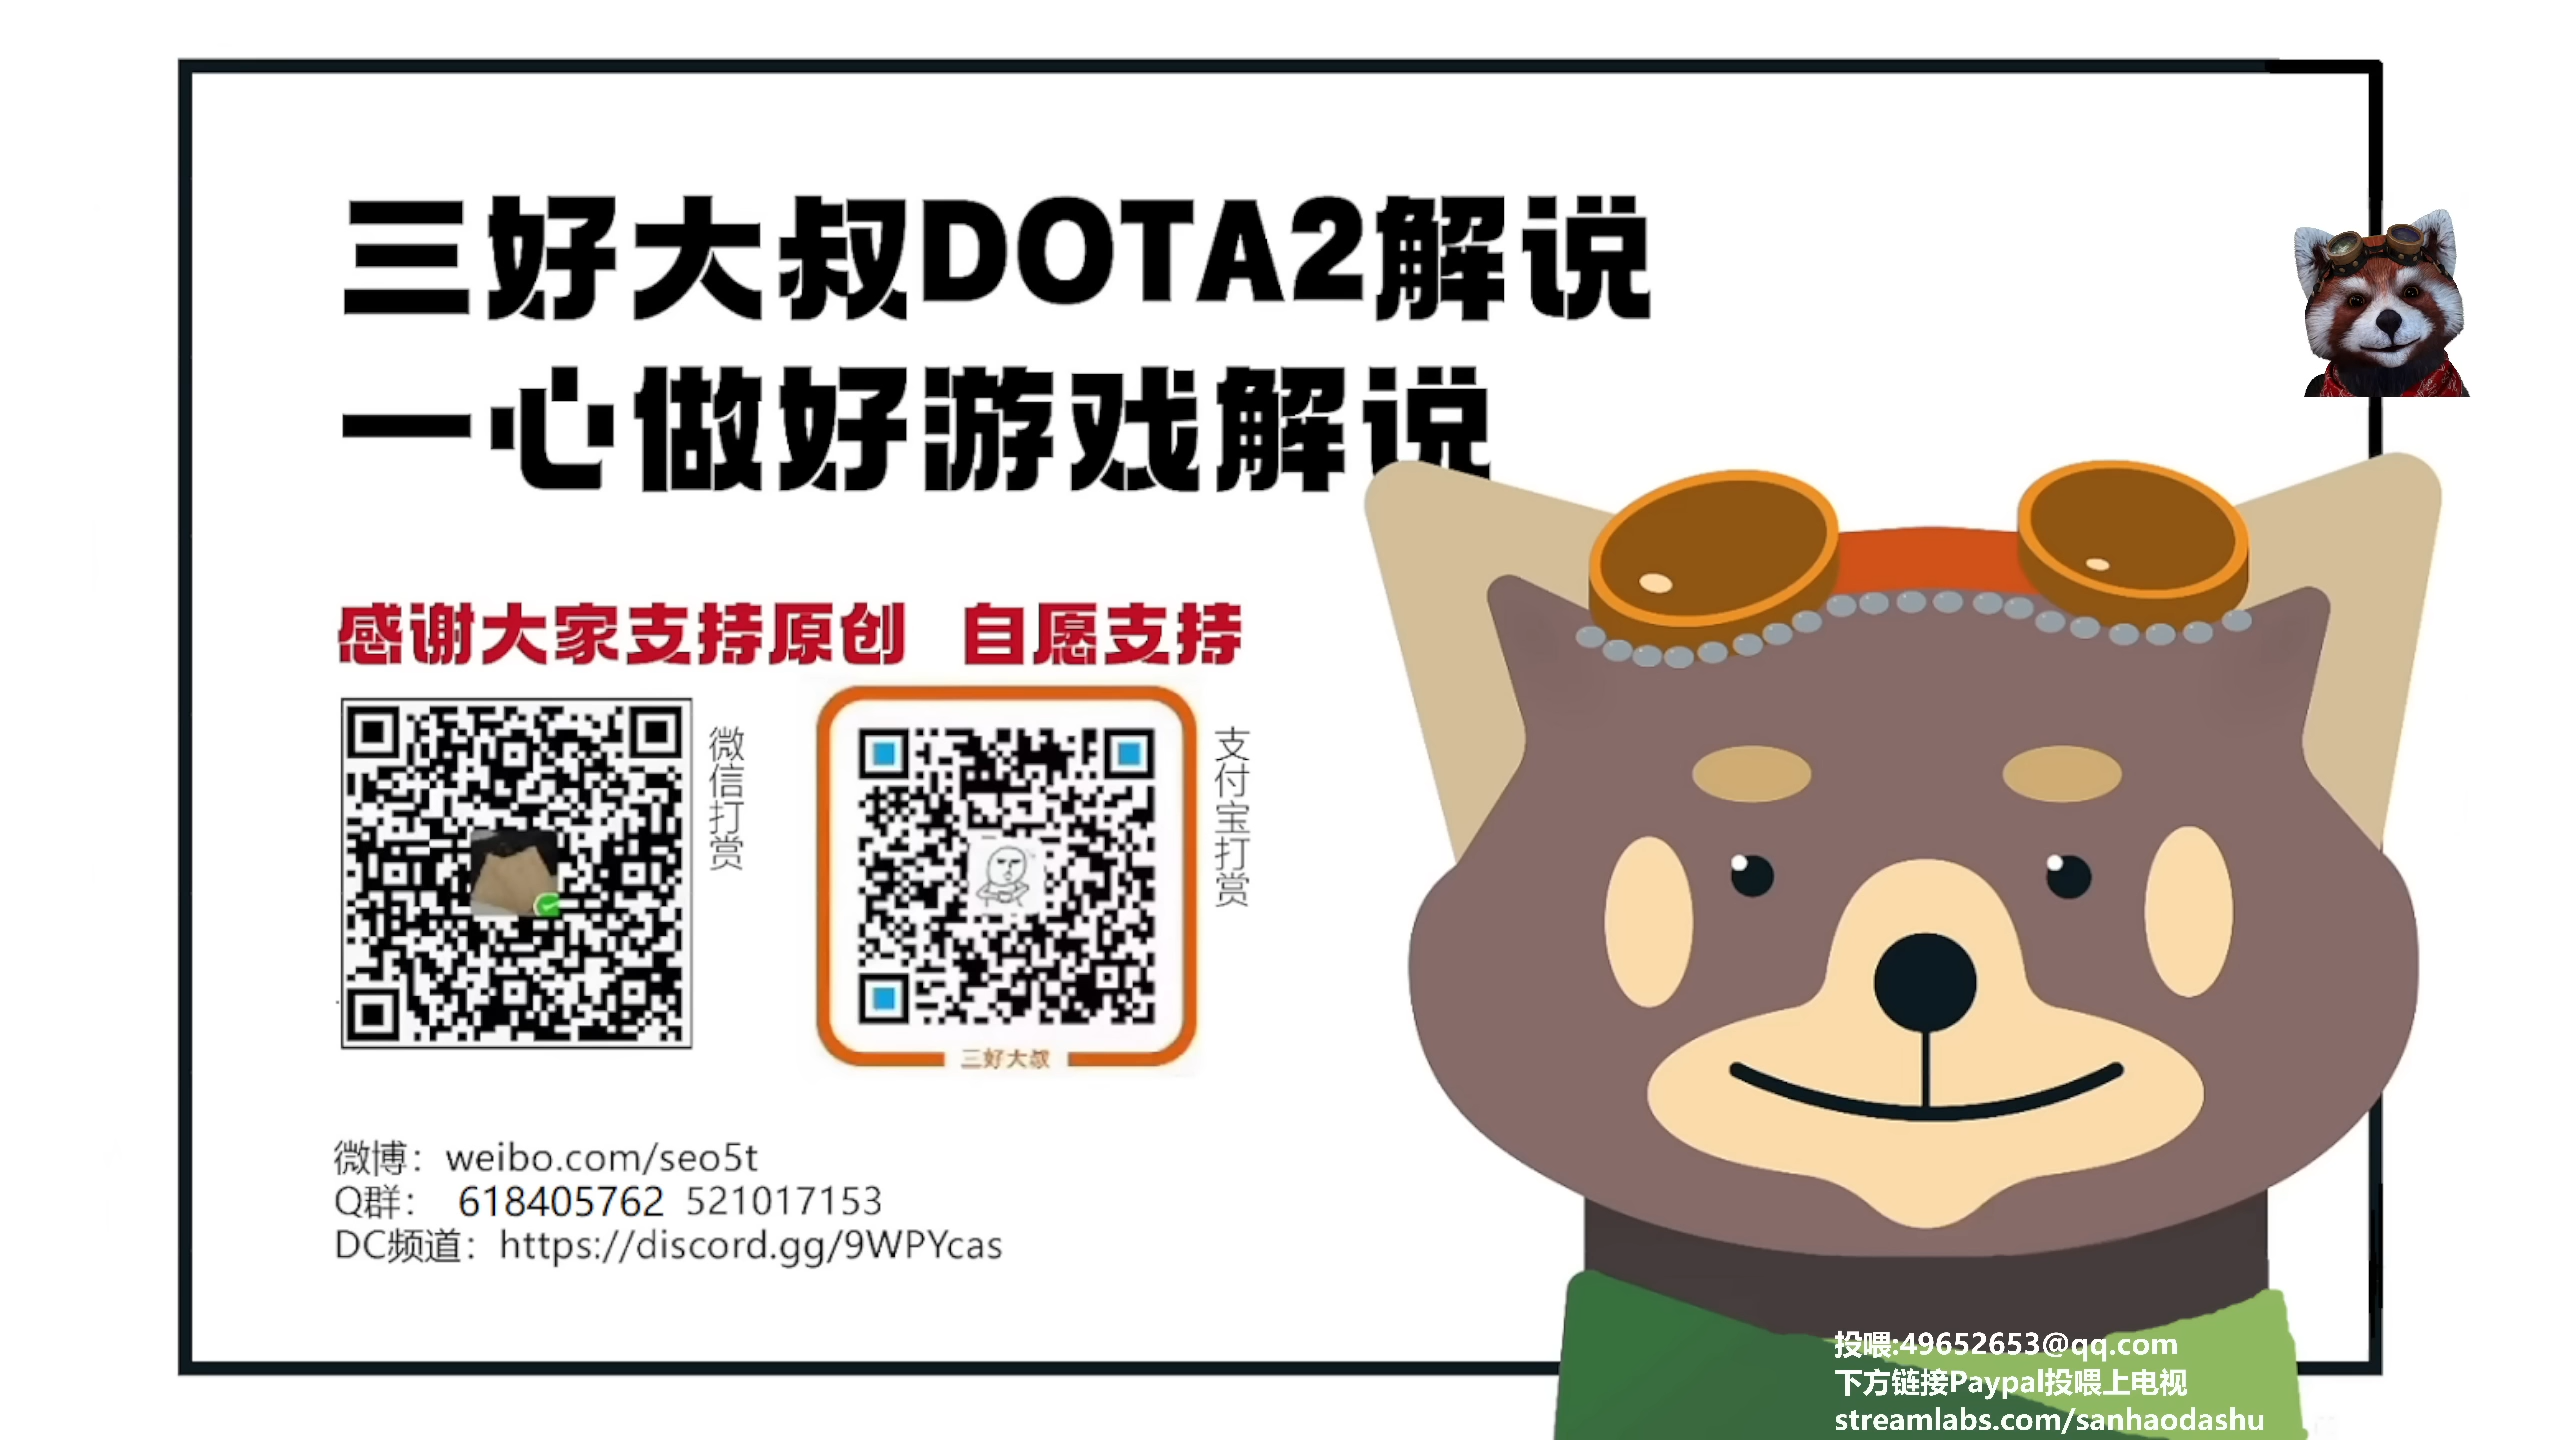 三好大叔DOTA2解说
一心做好游戏解说
感谢大家支持原创 自愿支持
微信打赏
支付宝打赏
三好大叔
微博：weibo.com/seo5t
Q群： 618405762 521017153
DC频道：https://discord.gg/9WPYcas
投喂:49652653@qq.com
下方链接Paypal投喂上电视
streamlabs.com/sanhaodashu